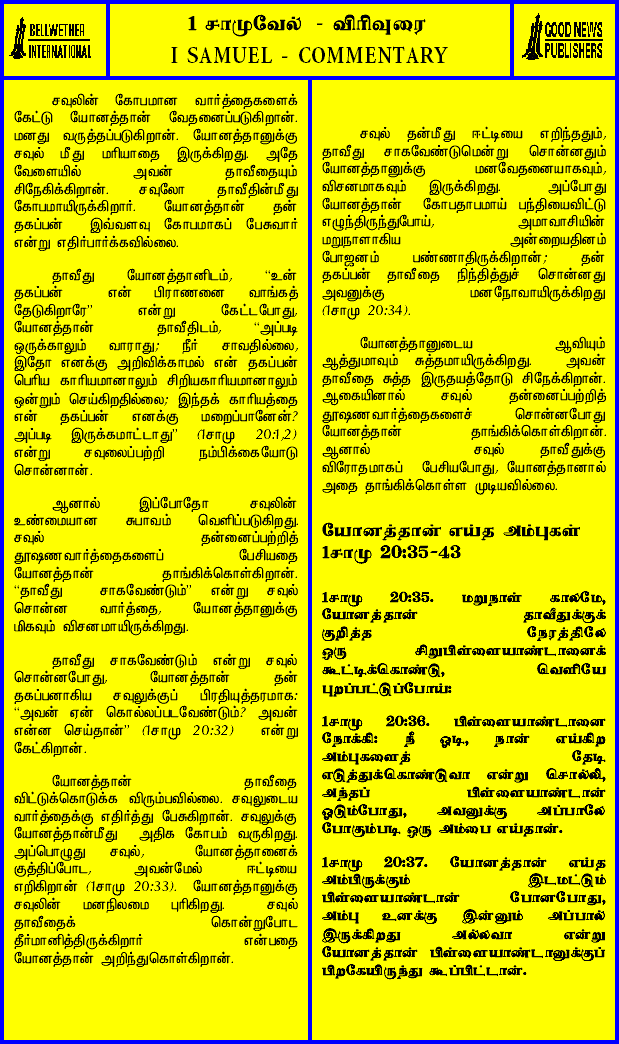 BELLWETHER
INTERNATIONAL
1 சாமுவேல் - விரிவுரை
I SAMUEL - COMMENTARY
GOOD NEWS
PUBLISHERS
சவுலின் கோபமான வார்த்தைகளைக்
கேட்டு யோனத்தான் வேதனைப்படுகிறான்.
மனது வருத்தப்படுகிறான். யோனத்தானுக்கு
சவுல் மீது மரியாதை இருக்கிறது. அதே
வேளையில் அவன் தாவீதையும்
சிநேகிக்கிறான். சவுலோ தாவீதின்மீது
கோபமாயிருக்கிறார். யோனத்தான் தன்
தகப்பன் இவ்வளவு கோபமாகப் பேசுவார்
என்று எதிர்பார்க்கவில்லை.
தாவீது யோனத்தானிடம், “உன்
தகப்பன் என் பிராணனை வாங்கத்
தேடுகிறாரே” என்று கேட்டபோது,
யோனத்தான் தாவீதிடம், “அப்படி
ஒருக்காலும் வாராது; நீர் சாவதில்லை,
இதோ எனக்கு அறிவிக்காமல் என் தகப்பன்
பெரிய காரியமானாலும் சிறியகாரியமானாலும்
ஒன்றும் செய்கிறதில்லை; இந்தக் காரியத்தை
என் தகப்பன் எனக்கு மறைப்பானேன்?
அப்படி இருக்கமாட்டாது” (1சாமு 20:1,2)
என்று சவுலைப்பற்றி நம்பிக்கையோடு
சொன்னான்.
ஆனால் இப்போதோ சவுலின்
உண்மையான சுபாவம் வெளிப்படுகிறது.
சவுல் தன்னைப்பற்றித்
தூஷணவார்த்தைகளைப் பேசியதை
யோனத்தான் தாங்கிக்கொள்கிறான்.
“தாவீது சாகவேண்டும்” என்று சவுல்
சொன்ன வார்த்தை, யோனத்தானுக்கு
மிகவும் விசனமாயிருக்கிறது.
தாவீது சாகவேண்டும் என்று சவுல்
சொன்னபோது, யோனத்தான் தன்
தகப்பனாகிய சவுலுக்குப் பிரதியுத்தரமாக:
“அவன் ஏன் கொல்லப்படவேண்டும்? அவன்
என்ன செய்தான்” (1சாமு 20:32) என்று
கேட்கிறான்.
யோனத்தான் தாவீதை
விட்டுக்கொடுக்க விரும்பவில்லை. சவுலுடைய
வார்த்தைக்கு எதிர்த்து பேசுகிறான். சவுலுக்கு
யோனத்தான்மீது அதிக கோபம் வருகிறது.
அப்பொழுது சவுல், யோனத்தானைக்
குத்திப்போட, அவன்மேல் ஈட்டியை
எறிகிறான் (1சாமு 20:33). யோனத்தானுக்கு
சவுலின் மனநிலமை புரிகிறது. சவுல்
தாவீதைக் கொன்றுபோட
தீர்மானித்திருக்கிறார் என்பதை
யோனத்தான் அறிந்துகொள்கிறான்.
சவுல் தன்மீது ஈட்டியை எறிந்ததும்,
தாவீது சாகவேண்டுமென்று சொன்னதும்
யோனத்தானுக்கு மனவேதனையாகவும்,
விசனமாகவும் இருக்கிறது. அப்போது
யோனத்தான் கோபதாபமாய் பந்தியைவிட்டு
எழுந்திருந்துபோய், அமாவாசியின்
மறுநாளாகிய அன்றையதினம்
போஜனம் பண்ணாதிருக்கிறான்; தன்
தகப்பன் தாவீதை நிந்தித்துச் சொன்னது
அவனுக்கு மனநோவாயிருக்கிறது
(1சாமு 20:34).
யோனத்தானுடைய ஆவியும்
ஆத்துமாவும் சுத்தமாயிருக்கிறது. அவன்
தாவீதை சுத்த இருதயத்தோடு சிநேக்கிறான்.
ஆகையினால் சவுல் தன்னைப்பற்றித்
தூஷணவார்த்தைகளைச் சொன்னபோது
யோனத்தான் தாங்கிக்கொள்கிறான்.
ஆனால் சவுல் தாவீதுக்கு
விரோதமாகப் பேசியபோது, யோனத்தானால்
அதை தாங்கிக்கொள்ள முடியவில்லை.
யோனத்தான் எய்த அம்புகள்
1சாமு 20:35-43
1சாமு 20:35. மறுநாள் காலமே,
யோனத்தான் தாவீதுக்குக்
குறித்த நேரத்திலே
ஒரு சிறுபிள்ளையாண்டானைக்
கூட்டிக்கொண்டு, வெளியே
புறப்பட்டுப்போய்:
1சாமு 20:36. பிள்ளையாண்டானை
நோக்கி: நீ ஓடி, நான் எய்கிற
அம்புகளைத் தேடி
எடுத்துக்கொண்டுவா என்று சொல்லி,
அந்தப் பிள்ளையாண்டான்
ஓடும்போது, அவனுக்கு அப்பாலே
போகும்படி ஒரு அம்பை எய்தான்.
1சாமு 20:37. யோனத்தான் எய்த
அம்பிருக்கும் இடமட்டும்
பிள்ளையாண்டான் போனபோது,
அம்பு உனக்கு இன்னும் அப்பால்
இருக்கிறது அல்லவா என்று
யோனத்தான் பிள்ளையாண்டானுக்குப்
பிறகேயிருந்து கூப்பிட்டான்.